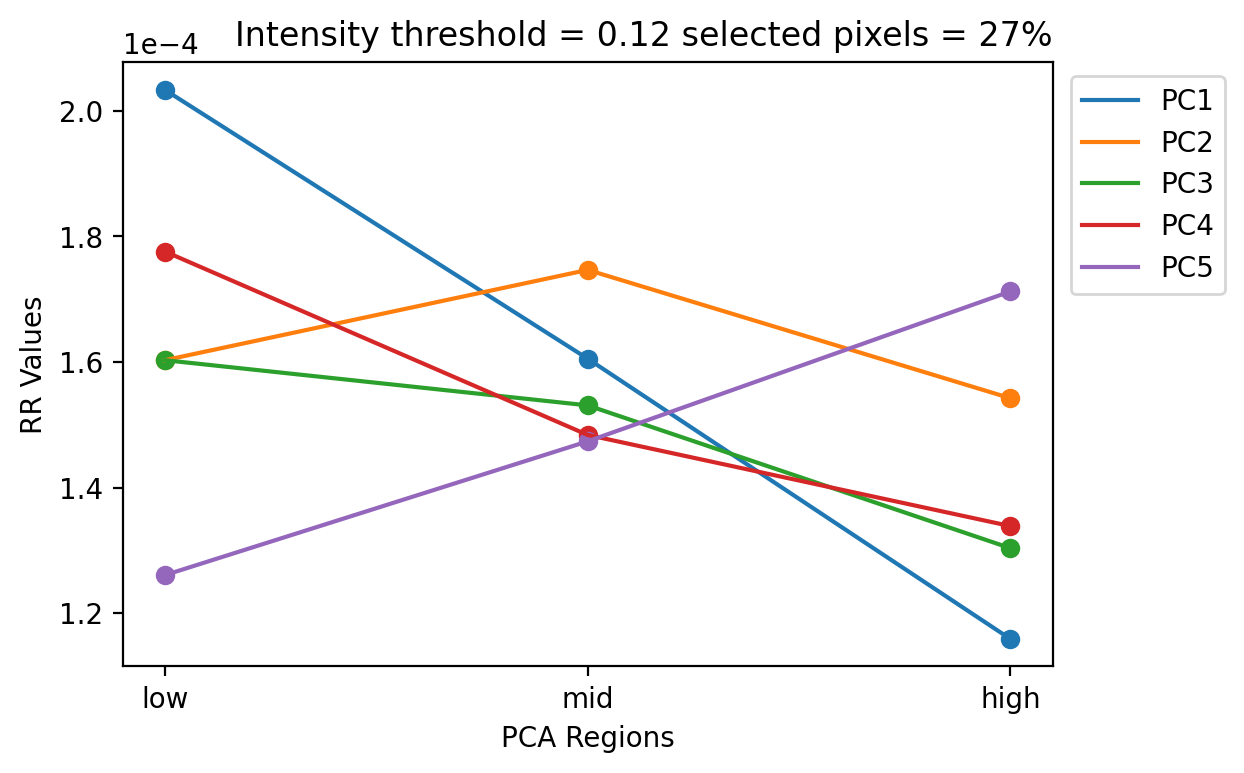 Intensity threshold = 0.12 selected pixels = 27%
1e−4
2.0
1.8
1.6
1.4
1.2
RR Values
low
mid
high
PCA Regions
PC1
PC2
PC3
PC4
PC5